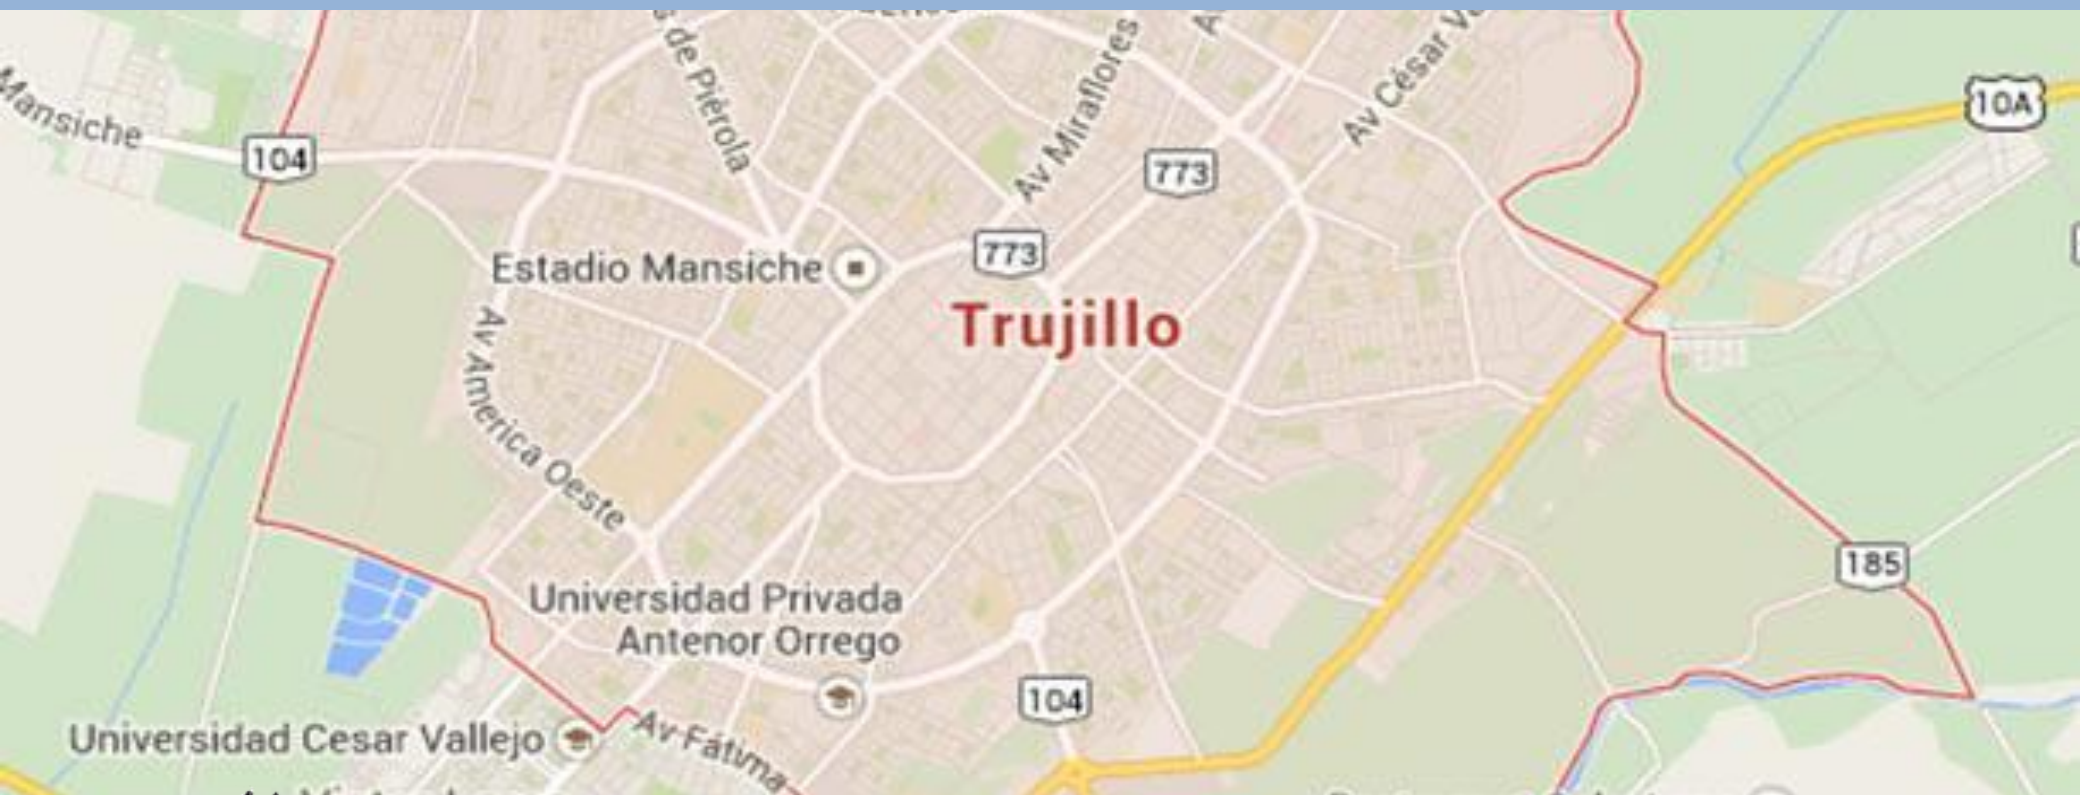 Mansiche
104
de Piérola
Av Miraflores
Av César
10A
773
773
Estadio Mansiche
Trujillo
Av America Oeste
185
Universidad Privada
Antenor Orrego
104
Universidad Cesar Vallejo
Av Fátima